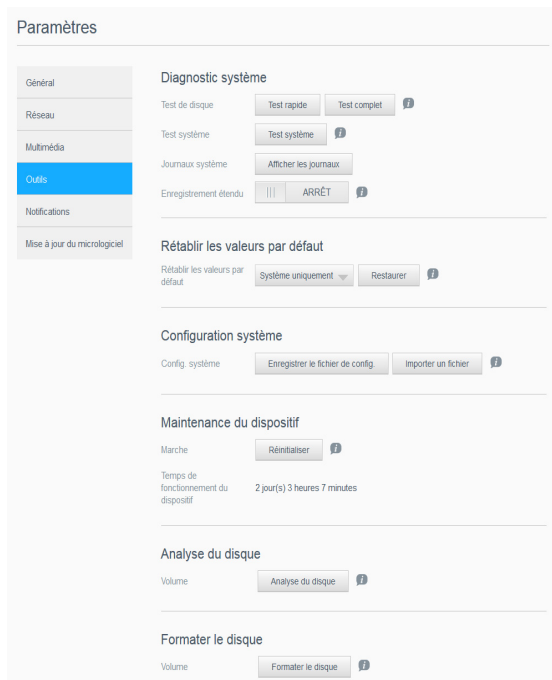 Paramètres
Général
Réseau
Multimédia
Outils
Notifications
Mise à jour du micrologiciel
Diagnostic système
Test de disque Test rapide Test complet i
Test système Test système i
Journaux système Afficher les journaux
Enregistrement étendu ARRÊT i
Rétablir les valeurs par défaut
Rétablir les valeurs par défaut Système uniquement Restaurer i
Configuration système
Config. système Enregistrer le fichier de config. Importer un fichier i
Maintenance du dispositif
Marche Réinitialiser i
Temps de fonctionnement du dispositif 2 jour(s) 3 heures 7 minutes
Analyse du disque
Volume Analyse du disque i
Formater le disque
Volume Formater le disque i